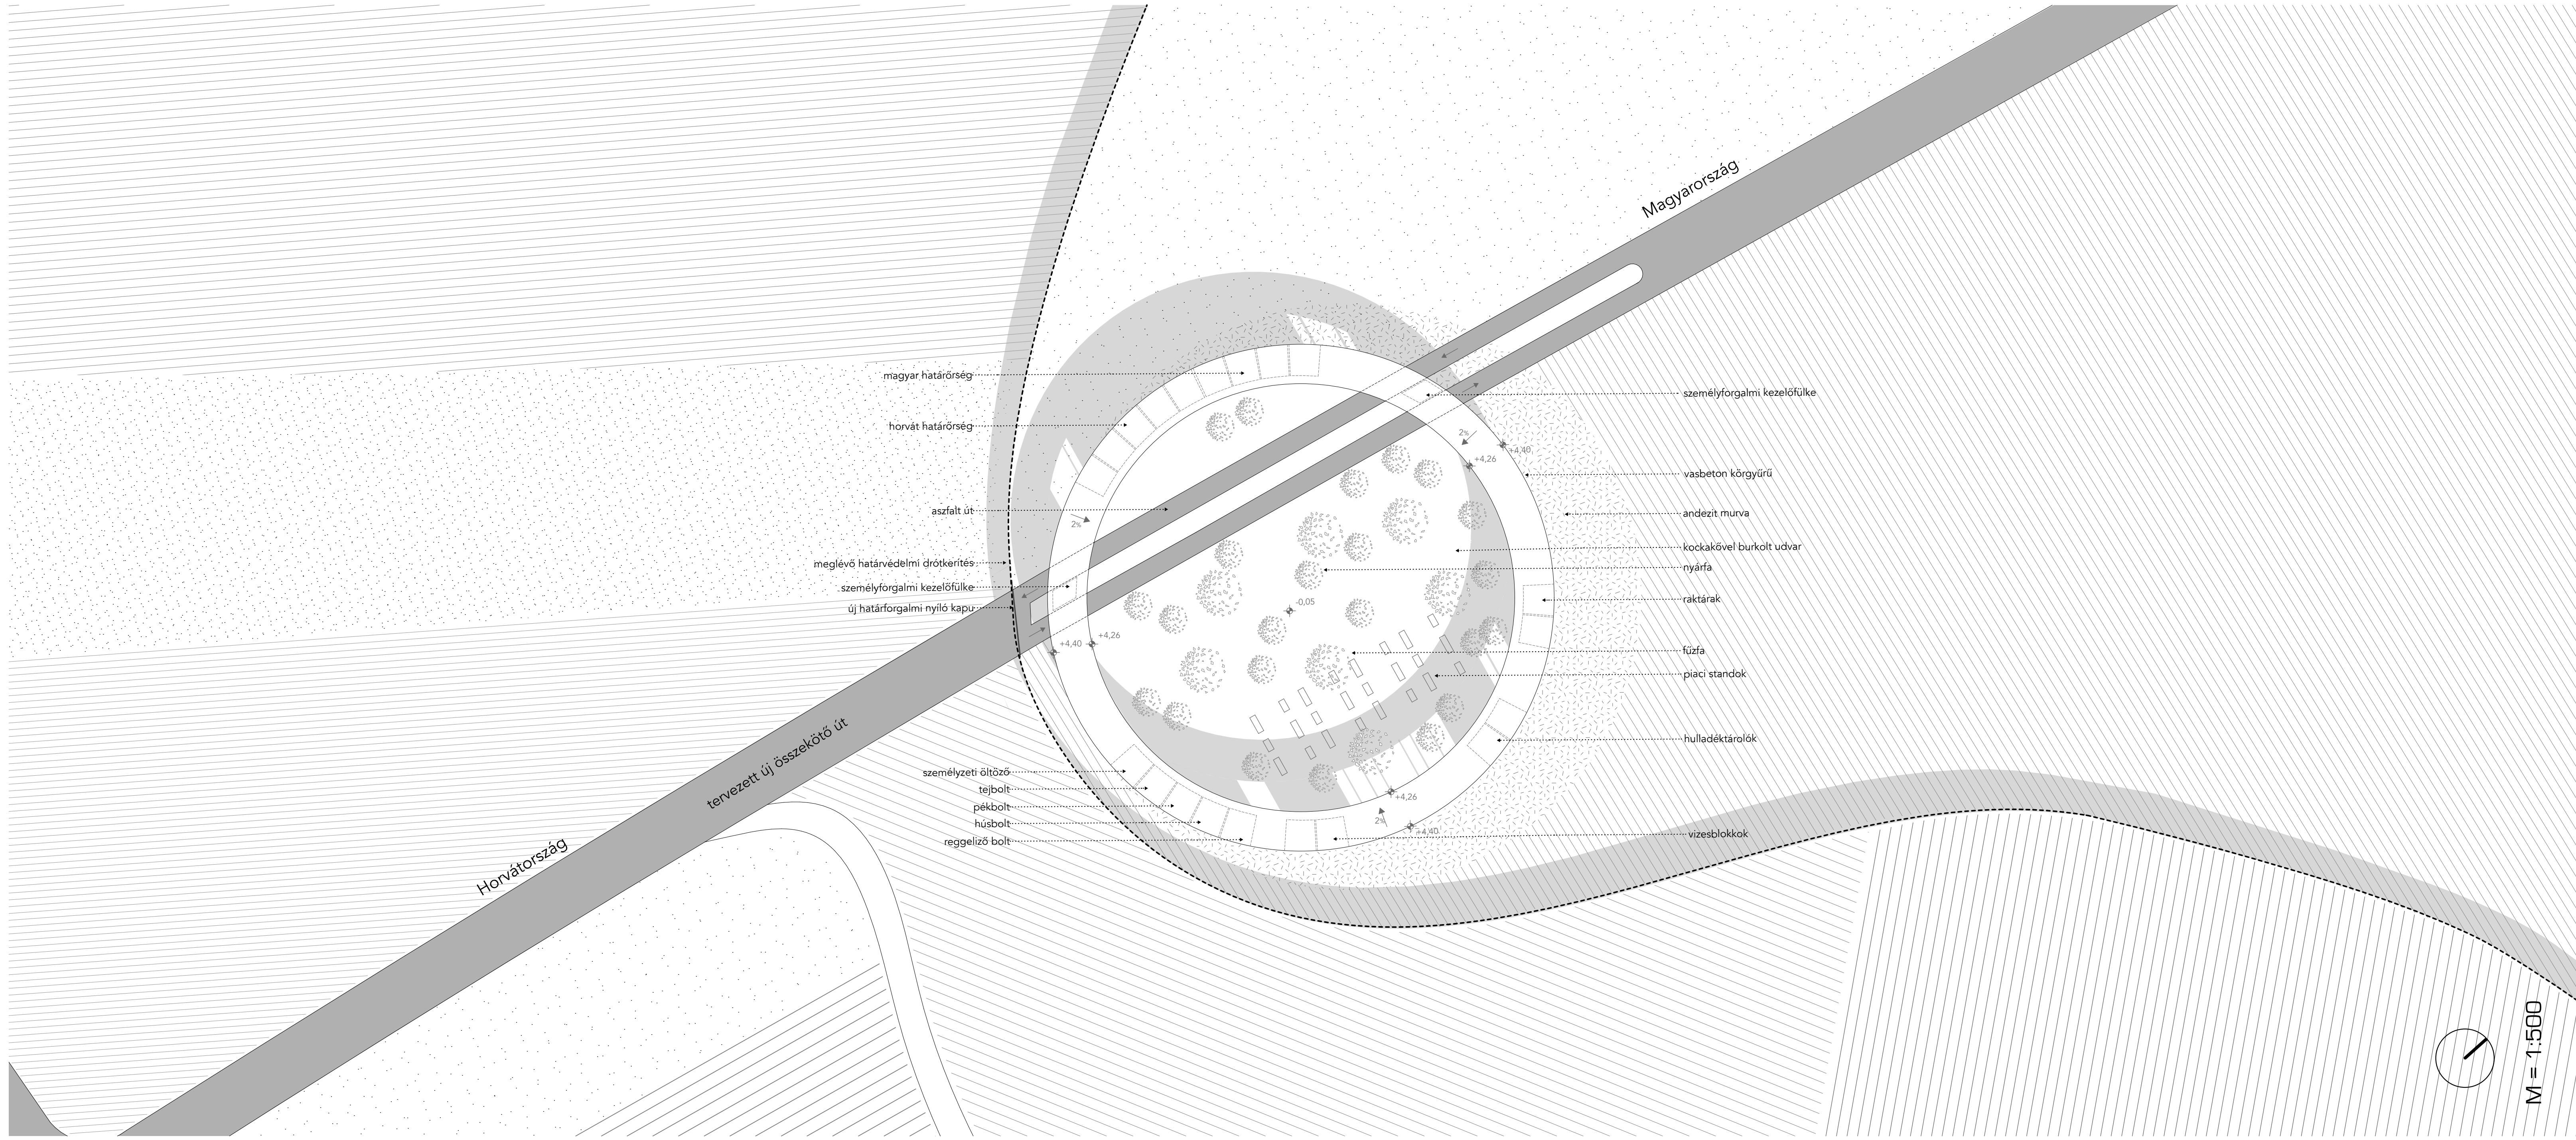 Magyarország
magyar határőrség
személyforgalmi kezelőfülke
horvát határőrség
2%
+4,40
+4,26
vasbeton körgyűrű
aszfalt út
andezit murva
2%
kockakővel burkolt udvar
meglévő határvédelmi drótkerítés
nyárfa
személyforgalmi kezelőfülke
-0,05
raktárak
új határforgalmi nyíló kapu
+4,40
+4,26
fűzfa
piaci standok
tervezett új összekötő út
hulladéktárolók
személyzeti öltöző
tejbolt
+4,26
pékbolt
2%
húsbolt
+4,40
vizesblokkok
reggeliző bolt
Horvátország
M = 1:500